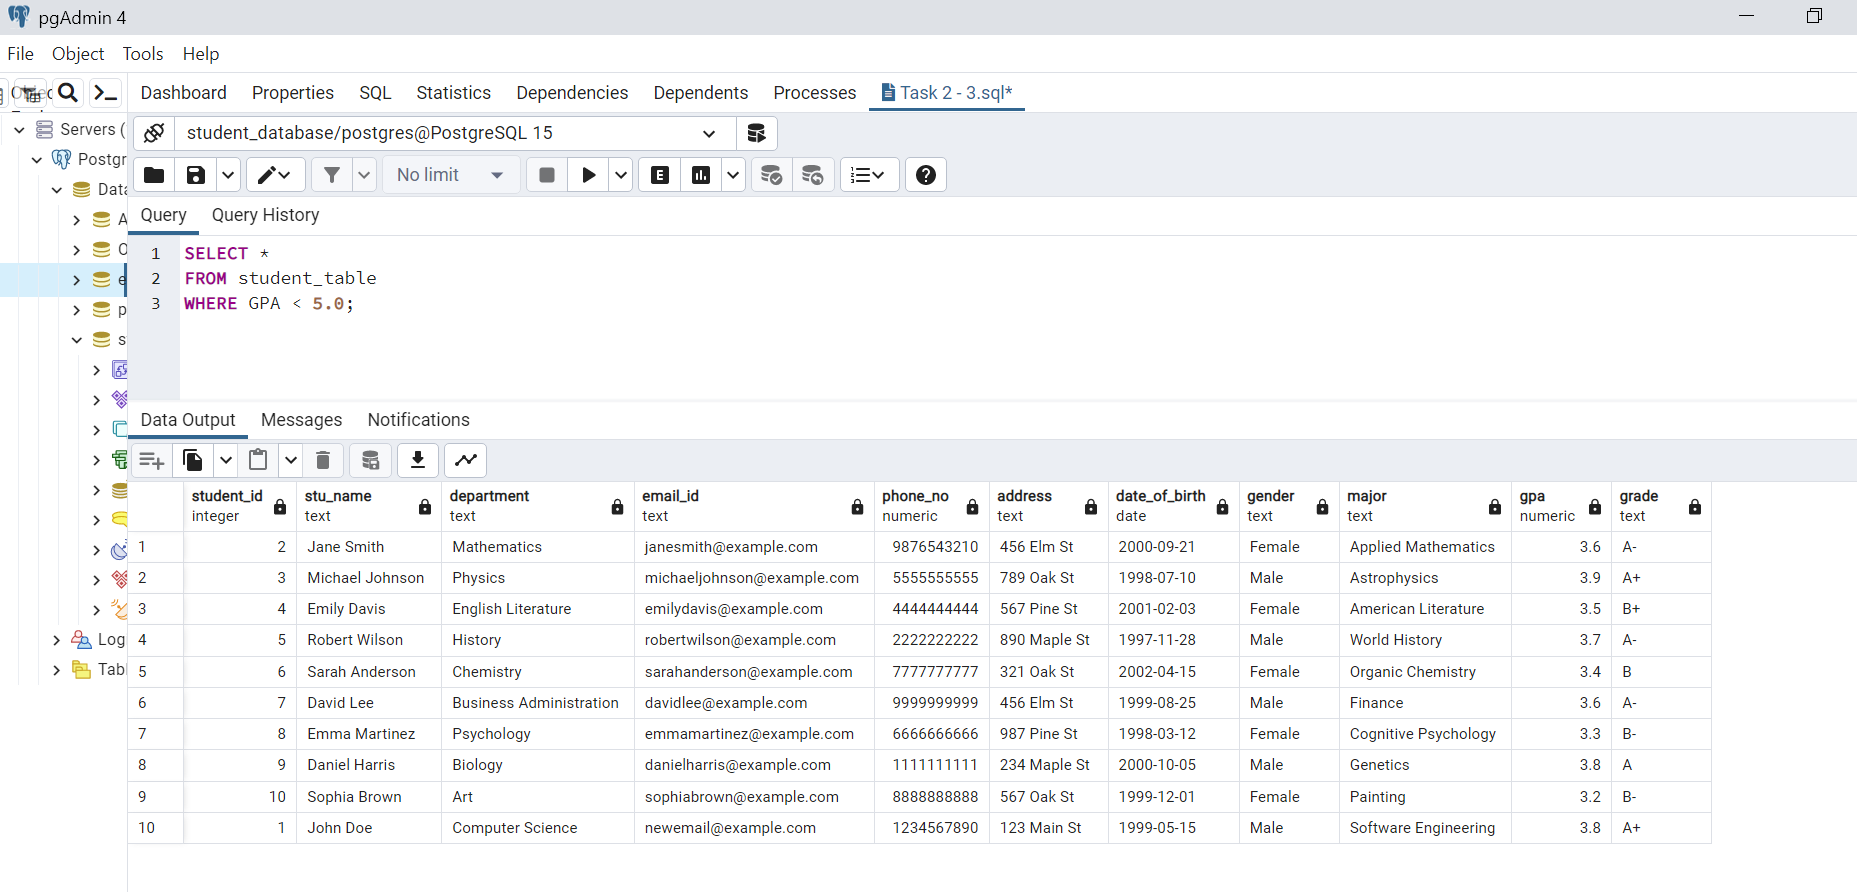 pgAdmin 4
File Object Tools Help
Dashboard Properties SQL Statistics Dependencies Dependents Processes Task 2 - 3.sql*
Servers (
student_database/postgres@PostgreSQL 15
Postgr
No limit
Data
Query Query History
1 SELECT *
2 FROM student_table
3 WHERE GPA < 5.0;
Data Output Messages Notifications
student_id stu_name department email_id phone_no address date_of_birth gender major gpa grade
integer text text text numeric text date text text numeric text
1 2 Jane Smith Mathematics janesmith@example.com 9876543210 456 Elm St 2000-09-21 Female Applied Mathematics 3.6 A-
2 3 Michael Johnson Physics michaeljohnson@example.com 5555555555 789 Oak St 1998-07-10 Male Astrophysics 3.9 A+
3 4 Emily Davis English Literature emilydavis@example.com 4444444444 567 Pine St 2001-02-03 Female American Literature 3.5 B+
4 5 Robert Wilson History robertwilson@example.com 2222222222 890 Maple St 1997-11-28 Male World History 3.7 A-
5 6 Sarah Anderson Chemistry sarahanderson@example.com 7777777777 321 Oak St 2002-04-15 Female Organic Chemistry 3.4 B
6 7 David Lee Business Administration davidlee@example.com 9999999999 456 Elm St 1999-08-25 Male Finance 3.6 A-
7 8 Emma Martinez Psychology emmamartinez@example.com 6666666666 987 Pine St 1998-03-12 Female Cognitive Psychology 3.3 B-
8 9 Daniel Harris Biology danielharris@example.com 1111111111 234 Maple St 2000-10-05 Male Genetics 3.8 A
9 10 Sophia Brown Art sophiabrown@example.com 8888888888 567 Oak St 1999-12-01 Female Painting 3.2 B-
10 1 John Doe Computer Science newemail@example.com 1234567890 123 Main St 1999-05-15 Male Software Engineering 3.8 A+
Log
Tabl